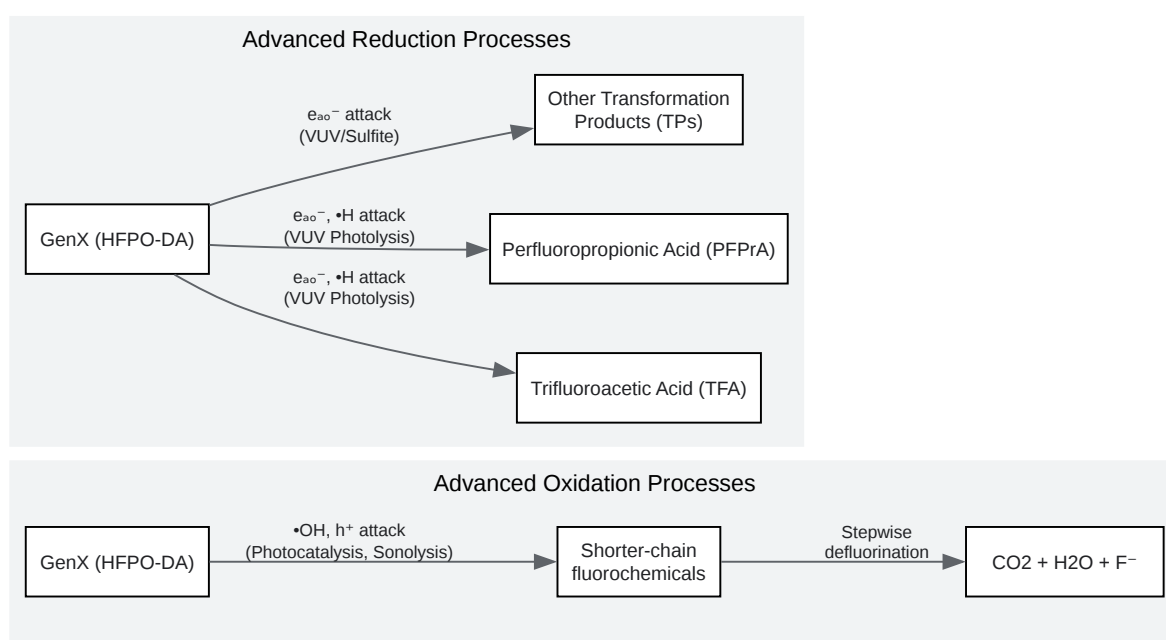 Advanced Reduction Processes
Other Transformation
Products (TPs)
eₐₒ⁻ attack
(VUV/Sulfite)
GenX (HFPO-DA)
eₐₒ⁻, •H attack
(VUV Photolysis)
Perfluoropropionic Acid (PFPrA)
eₐₒ⁻, •H attack
(VUV Photolysis)
Trifluoroacetic Acid (TFA)
Advanced Oxidation Processes
GenX (HFPO-DA)
•OH, h⁺ attack
(Photocatalysis, Sonolysis)
Shorter-chain
fluorochemicals
Stepwise
defluorination
CO2 + H2O + F⁻